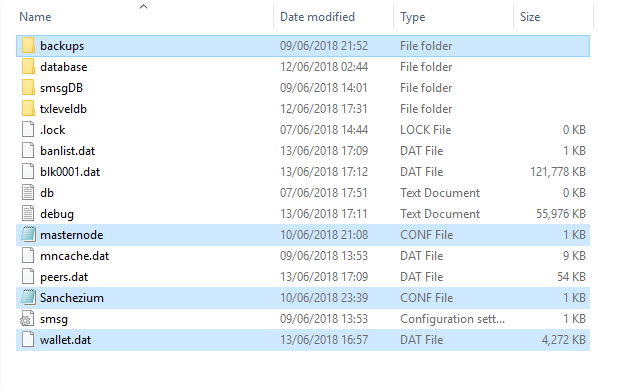 Name Date modified Type Size
backups 09/06/2018 21:52 File folder
database 12/06/2018 02:44 File folder
smsgDB 09/06/2018 14:01 File folder
txleveldb 12/06/2018 17:31 File folder
.lock 07/06/2018 14:44 LOCK File 0 KB
banlist.dat 13/06/2018 17:09 DAT File 1 KB
blk0001.dat 13/06/2018 17:12 DAT File 121,778 KB
db 07/06/2018 17:51 Text Document 0 KB
debug 13/06/2018 17:11 Text Document 55,976 KB
masternode 10/06/2018 21:08 CONF File 1 KB
mncache.dat 09/06/2018 13:53 DAT File 9 KB
peers.dat 13/06/2018 17:09 DAT File 54 KB
Sanchezium 10/06/2018 23:39 CONF File 1 KB
smsg 09/06/2018 13:53 Configuration sett... 1 KB
wallet.dat 13/06/2018 16:57 DAT File 4,272 KB